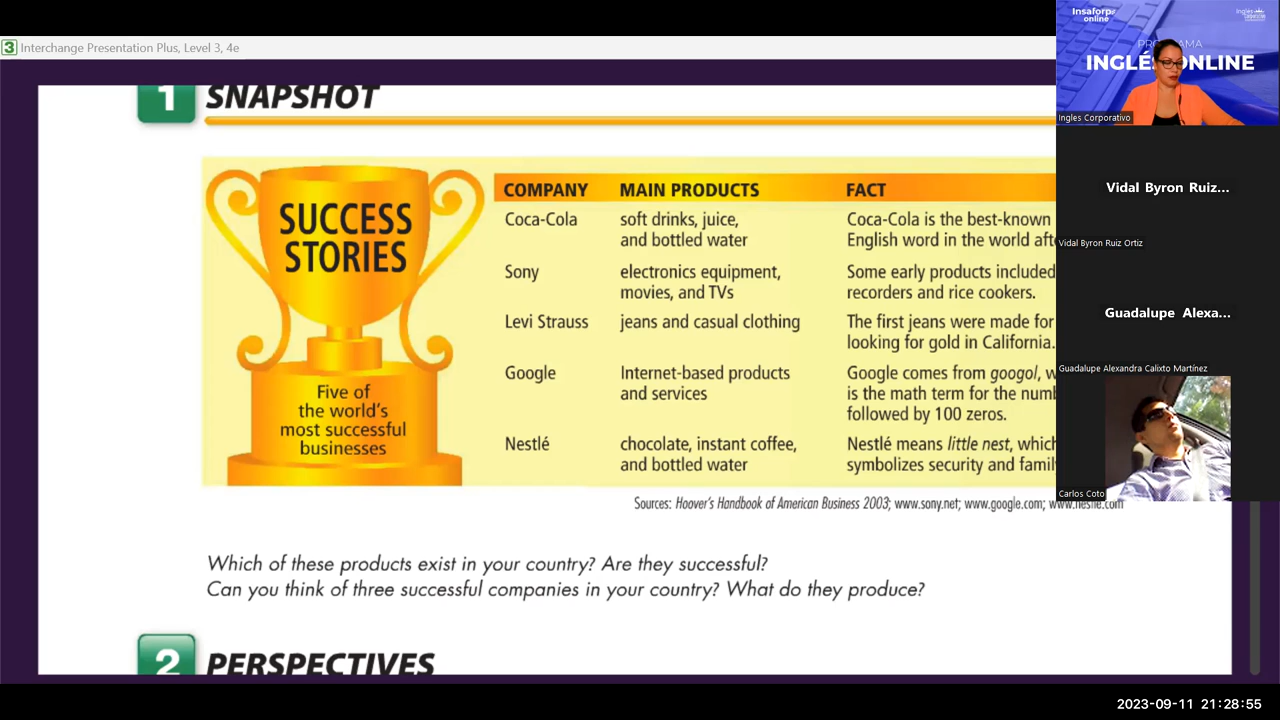 3 Interchange Presentation Plus, Level 3, 4e
1 SNAPSHOT
SUCCESS
STORIES
Five of
the world's
most successful
businesses
COMPANY MAIN PRODUCTS FACT
Coca-Cola soft drinks, juice, Coca-Cola is the best-known
and bottled water English word in the world
Sony electronics equipment, Some early products included
movies, and TVs recorders and rice cookers.
Levi Strauss jeans and casual clothing The first jeans were made for
looking for gold in California.
Google Internet-based products Google comes from googol,
and services is the math term for the
followed by 100 zeros.
Nestlé chocolate, instant coffee, Nestlé means little nest,
and bottled water symbolizes security and
Sources: Hoover's Handbook of American Business 2003; www.sony.net; www.google.com; www.nestle.com
Which of these products exist in your country? Are they successful?
Can you think of three successful companies in your country? What do they produce?
2 PERSPECTIVES
Insaforp
online
Inglés
PROGRAMA
INGLÉS ONLINE
Ingles Corporativo
Vidal Byron Ruiz...
Vidal Byron Ruiz Ortiz
Guadalupe Alexa...
Guadalupe Alexandra Calixto Martínez
Carlos Coto
2023-09-11 21:28:55